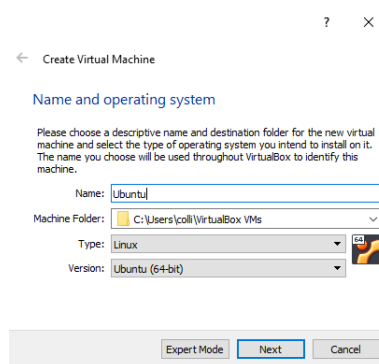 ?
Create Virtual Machine
Name and operating system
Please choose a descriptive name and destination folder for the new virtual
machine and select the type of operating system you intend to install on it.
The name you choose will be used throughout VirtualBox to identify this
machine.
Name: Ubuntu
Machine Folder: C:\Users\colli\VirtualBox VMs
Type: Linux
64
Version: Ubuntu (64-bit)
Expert Mode Next Cancel